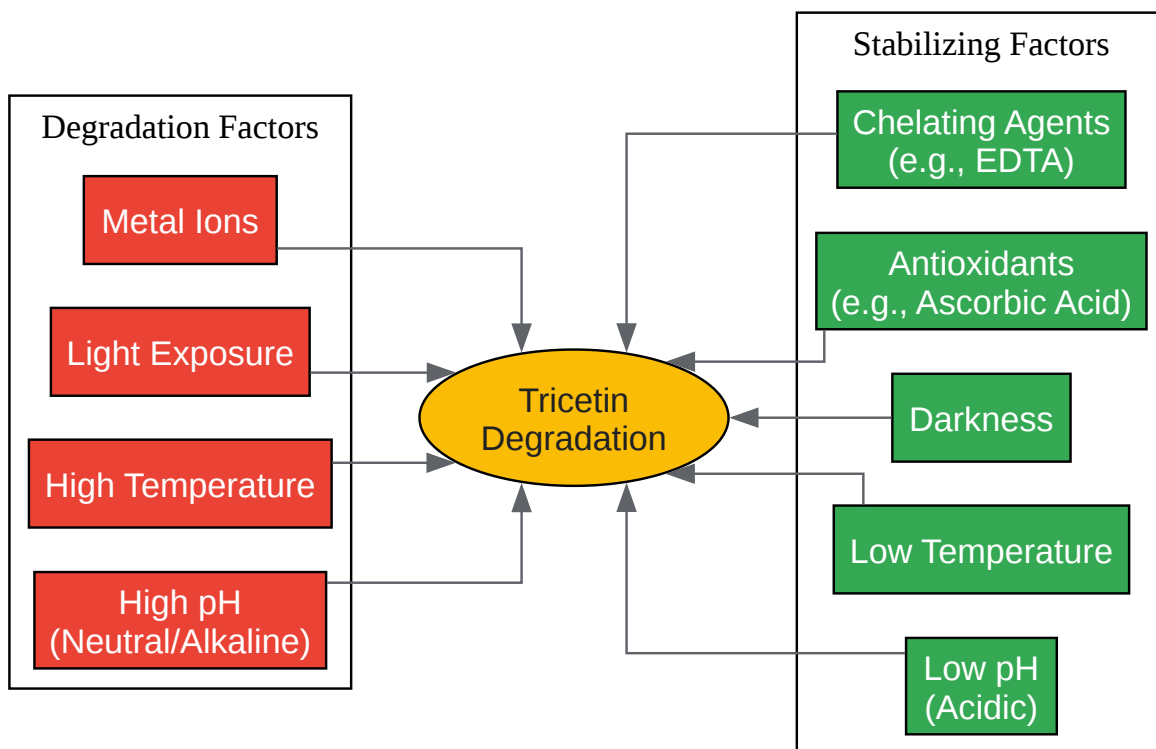 Degradation Factors
Metal Ions
Light Exposure
High Temperature
High pH
(Neutral/Alkaline)
Tricetin
Degradation
Stabilizing Factors
Chelating Agents
(e.g., EDTA)
Antioxidants
(e.g., Ascorbic Acid)
Darkness
Low Temperature
Low pH
(Acidic)